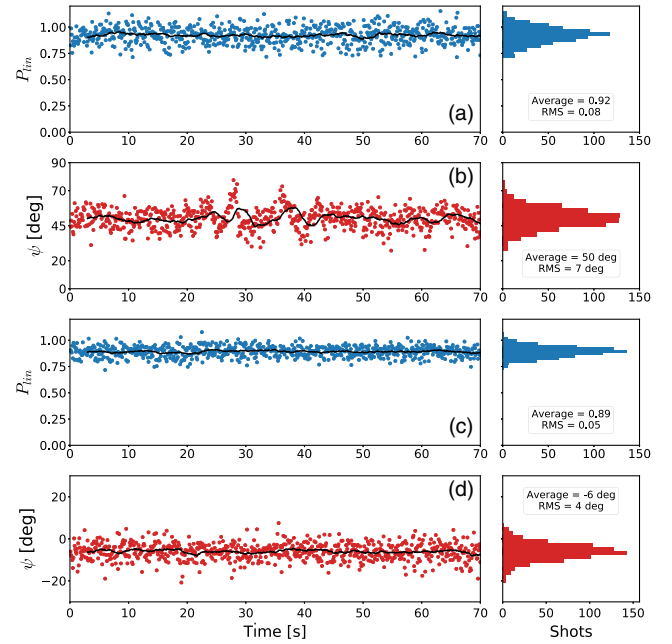 1.00
0.75
0.50
0.25
0.00
P_lin
(a)
0 10 20 30 40 50 60 70
Average = 0.92
RMS = 0.08
0 50 100 150
90
70
45
20
0
ψ [deg]
(b)
0 10 20 30 40 50 60 70
Average = 50 deg
RMS = 7 deg
0 50 100 150
1.00
0.75
0.50
0.25
0.00
P_lin
(c)
0 10 20 30 40 50 60 70
Average = 0.89
RMS = 0.05
0 50 100 150
20
0
−20
ψ [deg]
(d)
0 10 20 30 40 50 60 70
Time [s]
Average = -6 deg
RMS = 4 deg
0 50 100 150
Shots